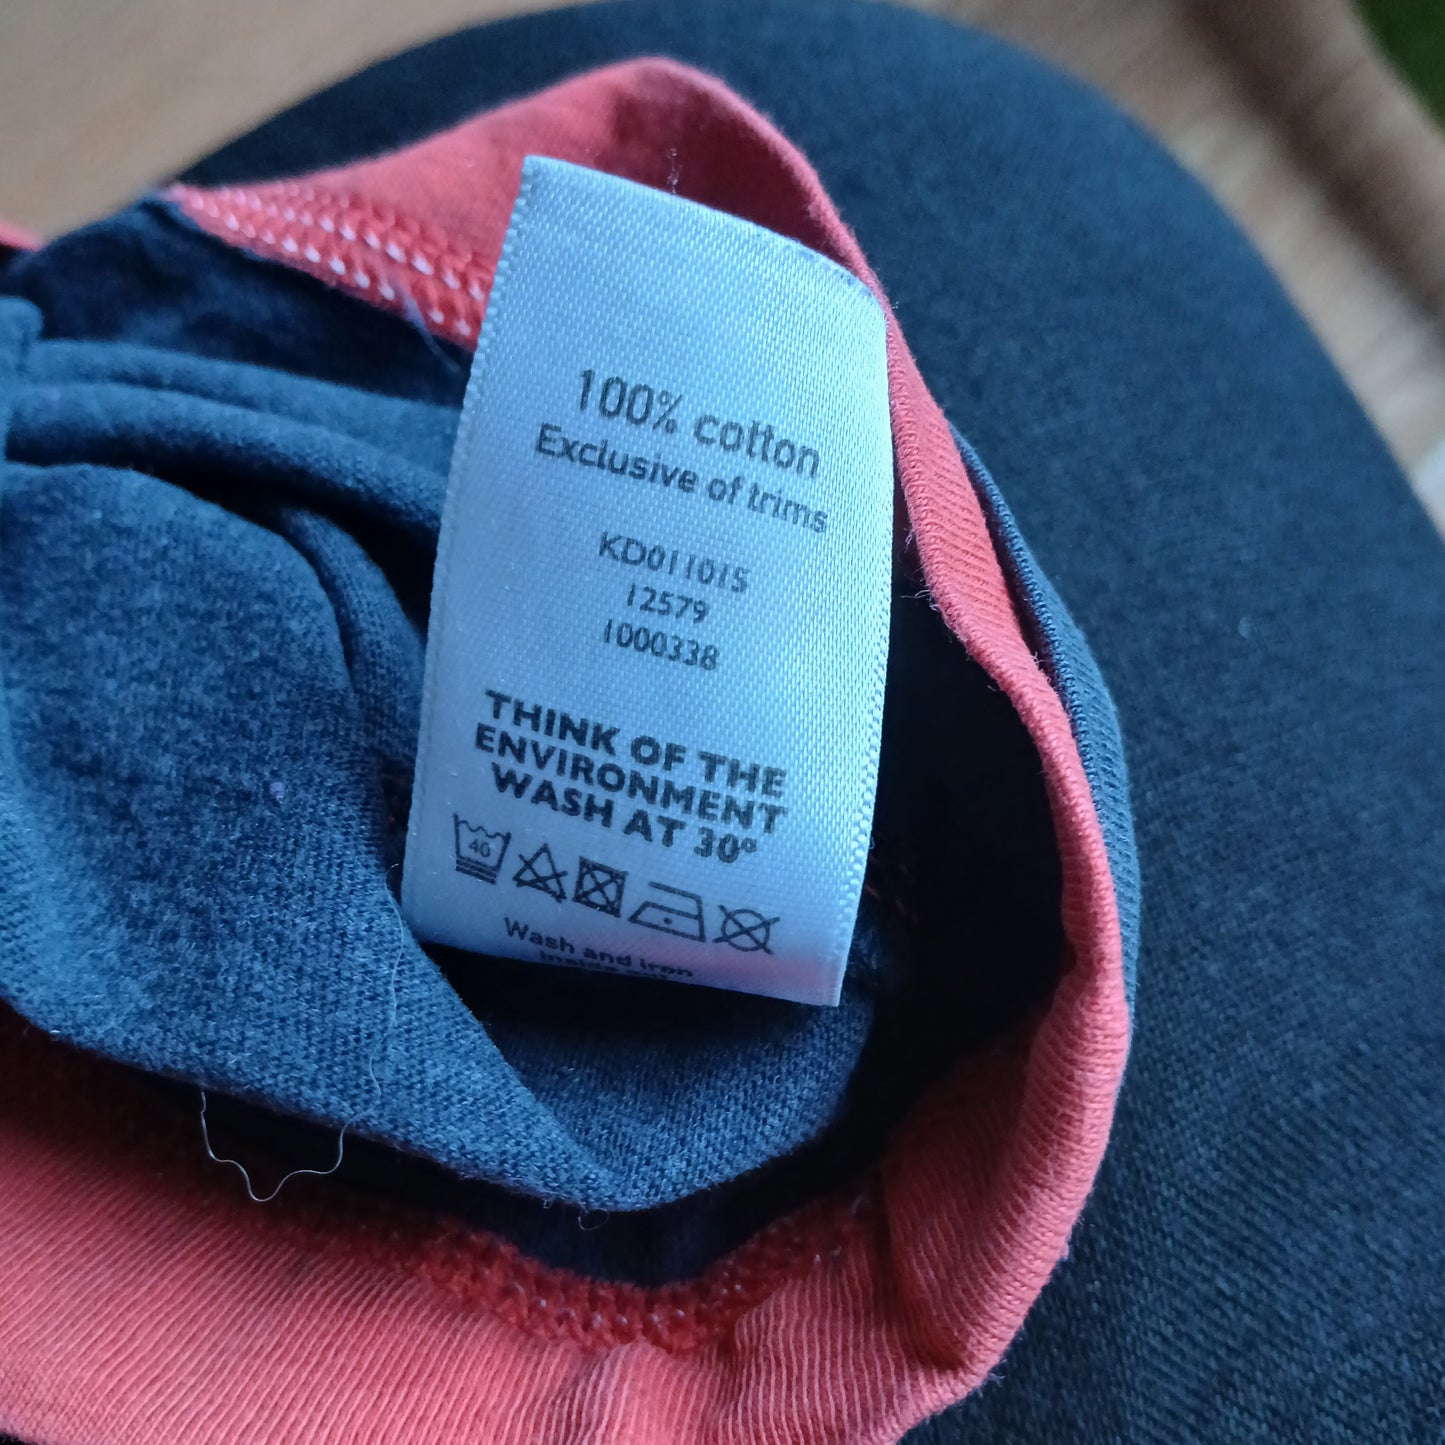 100% cotton
Exclusive of trims
KD011015
12579
1000338
THINK OF THE
ENVIRONMENT
WASH AT 30°
40
Wash and iron
inside